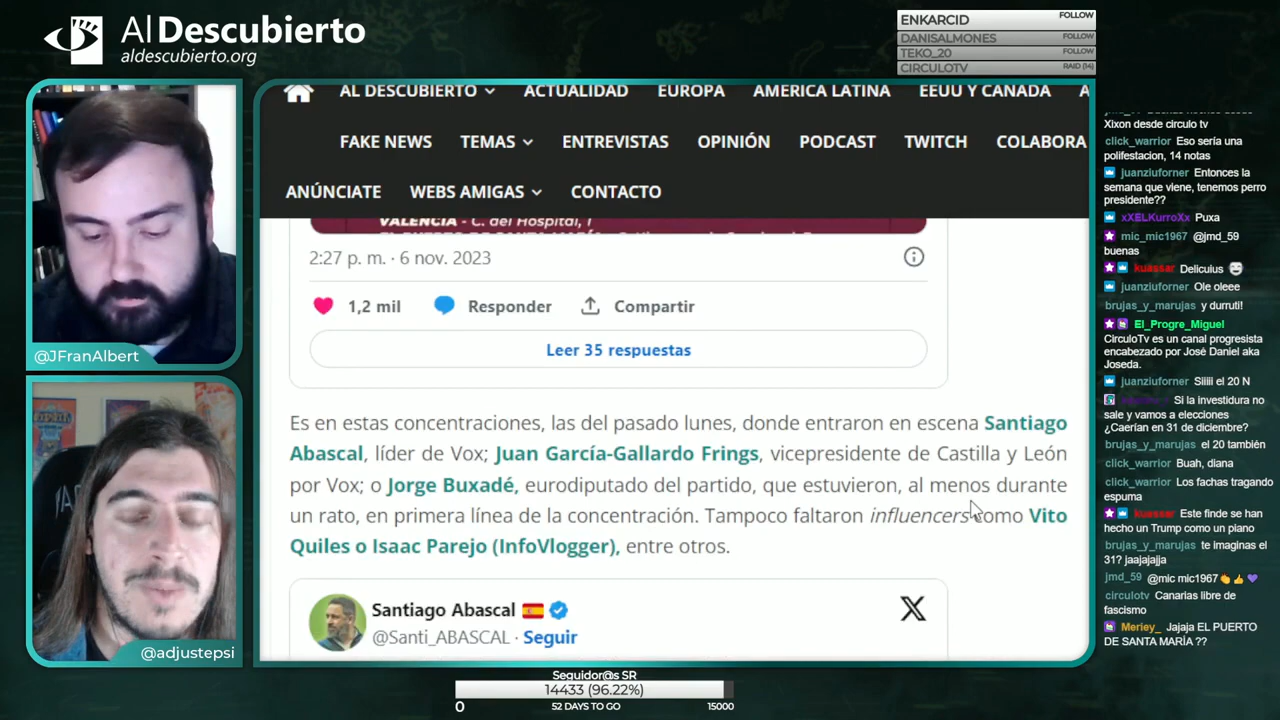 Al Descubierto
aldescubierto.org
ENKARCID FOLLOW
DANISALMONES FOLLOW
TEKO_20 FOLLOW
CIRCULOTV RAID (14)
AL DESCUBIERTO
ACTUALIDAD
EUROPA
AMERICA LATINA
EEUU Y CANADA
A
FAKE NEWS
TEMAS
ENTREVISTAS
OPINIÓN
PODCAST
TWITCH
COLABORA
ANÚNCIATE
WEBS AMIGAS
CONTACTO
VALENCIA - C. del Hospital, 1
2:27 p. m. · 6 nov. 2023
1,2 mil
Responder
Compartir
Leer 35 respuestas
Es en estas concentraciones, las del pasado lunes, donde entraron en escena Santiago
Abascal, líder de Vox; Juan García-Gallardo Frings, vicepresidente de Castilla y León
por Vox; o Jorge Buxadé, eurodiputado del partido, que estuvieron, al menos durante
un rato, en primera línea de la concentración. Tampoco faltaron influencers como Vito
Quiles o Isaac Parejo (InfoVlogger), entre otros.
Santiago Abascal
@Santi_ABASCAL · Seguir
@JFranAlbert
@adjustepsi
Xixon desde circulo tv
click_warrior Eso sería una
polifestacion, 14 notas
juanziuforner Entonces la
semana que viene, tenemos perro
presidente??
xXELKurroXx Puxa
mic_mic1967 @jmd_59
buenas
kuassar Delicuius
juanziuforner Ole oleee
brujas_y_marujas y durruti!
El_Progre_Miguel
CirculoTv es un canal progresista
encabezado por José Daniel aka
Joseda.
juanziuforner Siiiii el 20 N
Si la investidura no
sale y vamos a elecciones
¿Caerían en 31 de diciembre?
brujas_y_marujas el 20 también
click_warrior Buah, diana
click_warrior Los fachas tragando
espuma
kuassar Este finde se han
hecho un Trump como un piano
brujas_y_marujas te imaginas el
31? jaajajajja
jmd_59 @mic mic1967👏👍💜
circulotv Canarias libre de
fascismo
Meriey_ Jajaja EL PUERTO
DE SANTA MARÍA ??
Seguidor@s SR
14433 (96.22%)
0
52 DAYS TO GO
15000